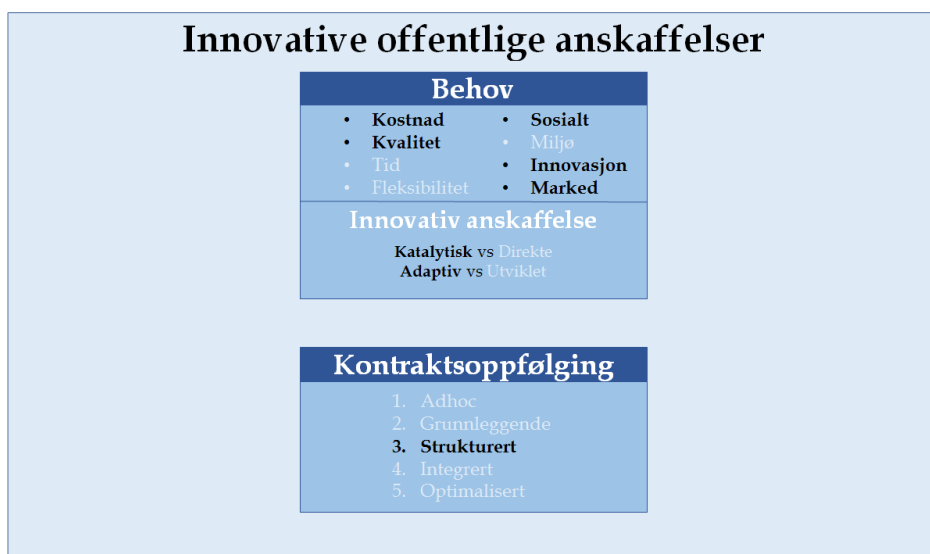 Innovative offentlige anskaffelser
Behov
• Kostnad
• Kvalitet
• Tid
• Fleksibilitet
• Sosialt
• Miljø
• Innovasjon
• Marked
Innovativ anskaffelse
Katalytisk vs Direkte
Adaptiv vs Utviklet
Kontraktsoppfølging
1. Adhoc
2. Grunnleggende
3. Strukturert
4. Integrert
5. Optimalisert